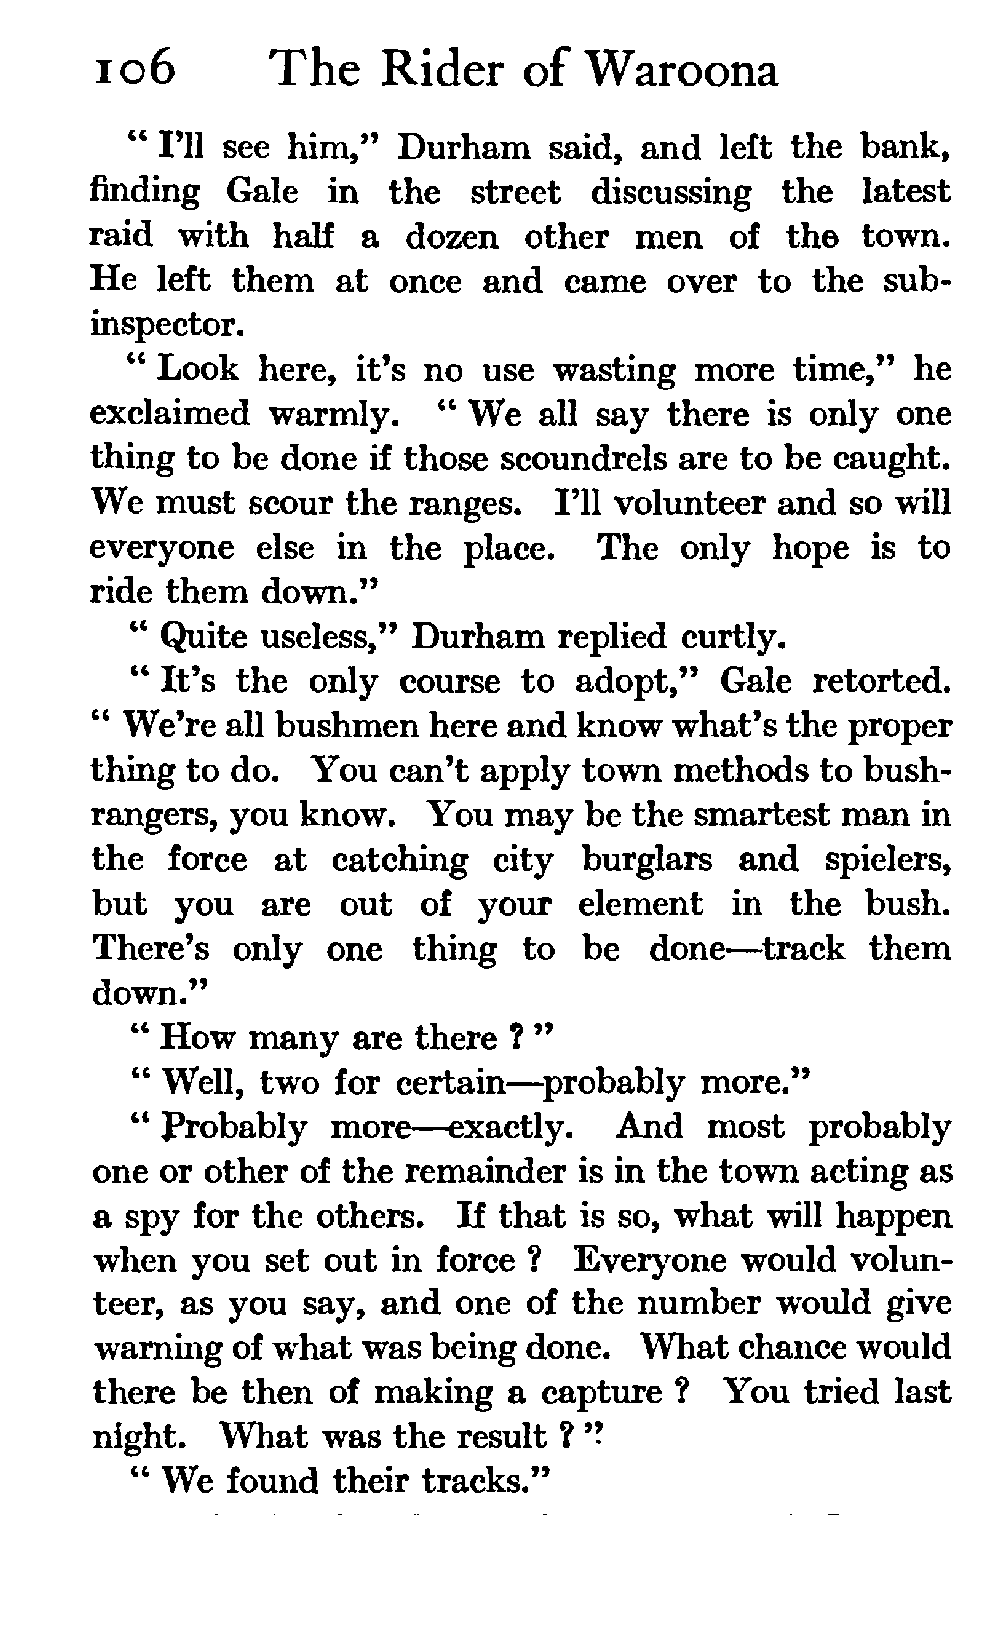 106 The Rider of Waroona
“ I’ll see him,” Durham said, and left the bank,
finding Gale in the street discussing the latest
raid with half a dozen other men of the town.
He left them at once and came over to the sub-
inspector.
“ Look here, it’s no use wasting more time,” he
exclaimed warmly. “ We all say there is only one
thing to be done if those scoundrels are to be caught.
We must scour the ranges. I’ll volunteer and so will
everyone else in the place. The only hope is to
ride them down.”
“ Quite useless,” Durham replied curtly.
“ It’s the only course to adopt,” Gale retorted.
“ We’re all bushmen here and know what’s the proper
thing to do. You can’t apply town methods to bush-
rangers, you know. You may be the smartest man in
the force at catching city burglars and spielers,
but you are out of your element in the bush.
There’s only one thing to be done—track them
down.”
“ How many are there ? ”
“ Well, two for certain—probably more.”
“ Probably more—exactly. And most probably
one or other of the remainder is in the town acting as
a spy for the others. If that is so, what will happen
when you set out in force ? Everyone would volun-
teer, as you say, and one of the number would give
warning of what was being done. What chance would
there be then of making a capture ? You tried last
night. What was the result ? ”
“ We found their tracks.”